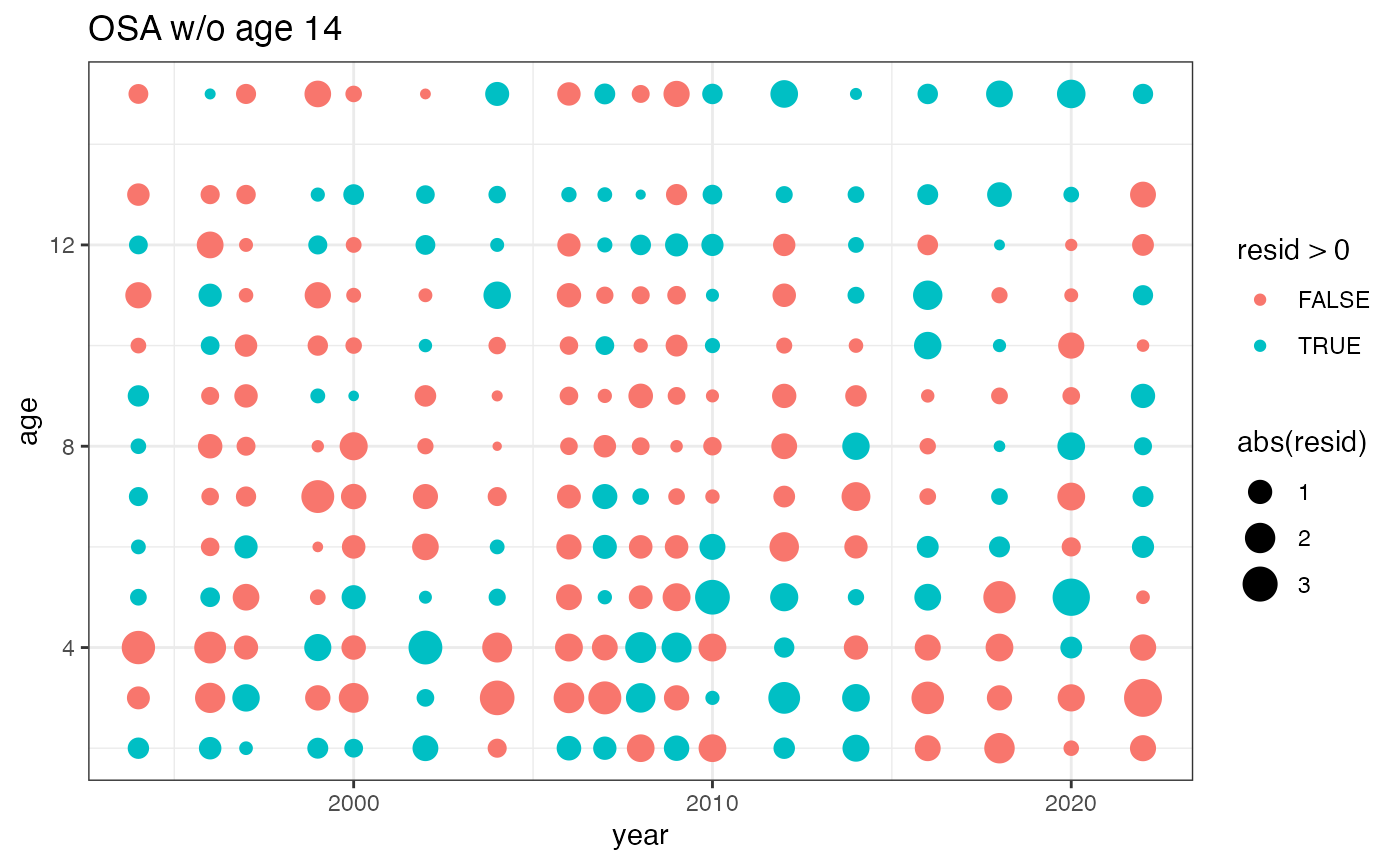 OSA w/o age 14
age
12
8
4
2000
2010
2020
year
resid > 0
FALSE
TRUE
abs(resid)
1
2
3